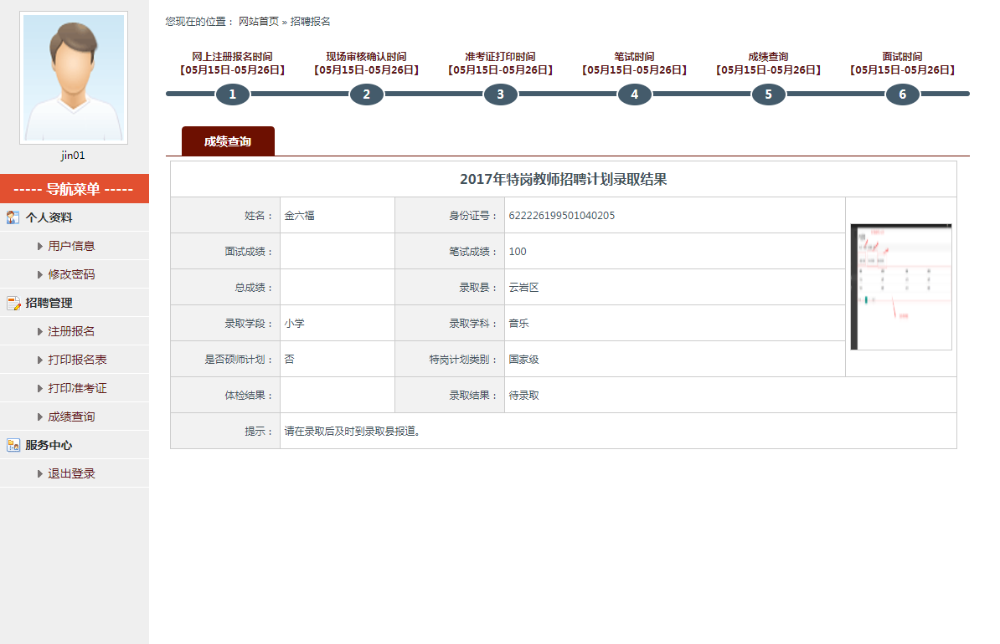 您现在的位置： 网站首页 » 招聘报名
网上注册报名时间
【05月15日-05月26日】
现场审核确认时间
【05月15日-05月26日】
准考证打印时间
【05月15日-05月26日】
笔试时间
【05月15日-05月26日】
成绩查询
【05月15日-05月26日】
面试时间
【05月15日-05月26日】
1 2 3 4 5 6
jin01
----- 导航菜单 -----
个人资料
用户信息
修改密码
招聘管理
注册报名
打印报名表
打印准考证
成绩查询
服务中心
退出登录
成绩查询
2017年特岗教师招聘计划录取结果
姓名： 金六福 身份证号： 622226199501040205
面试成绩： 笔试成绩： 100
总成绩： 录取县： 云岩区
录取学段： 小学 录取学科： 音乐
是否硕师计划： 否 特岗计划类别： 国家级
体检结果： 录取结果： 待录取
提示： 请在录取后及时到录取县报道。